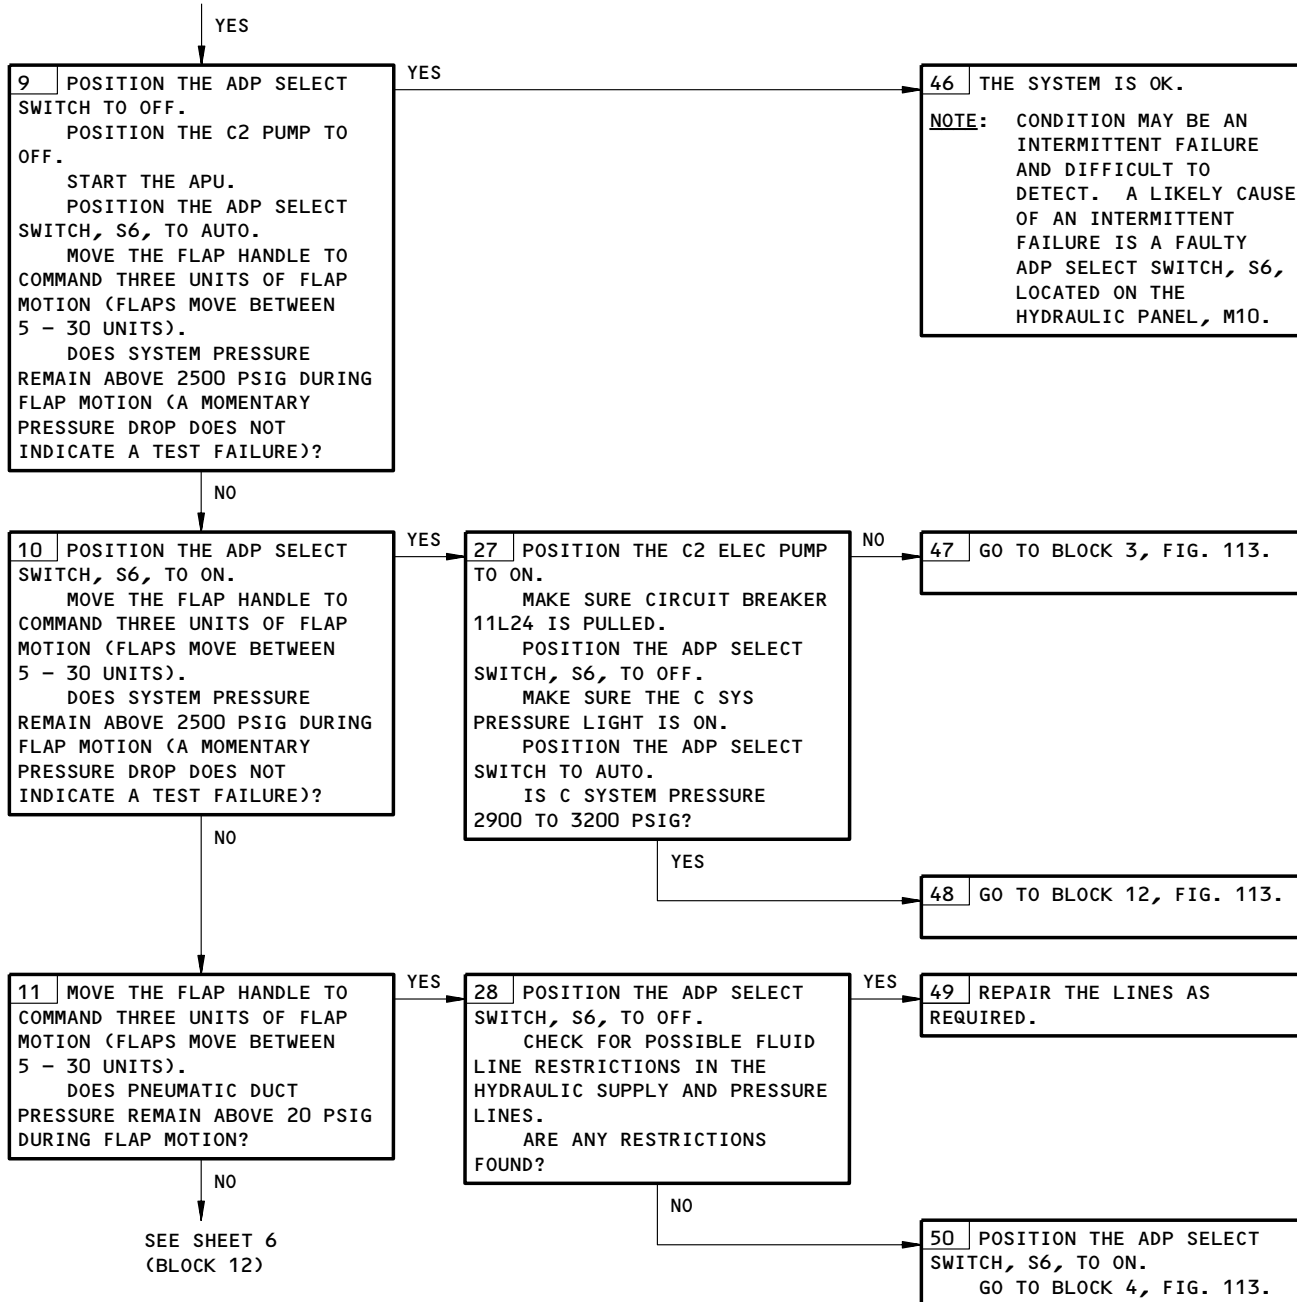 YES
9 POSITION THE ADP SELECT
SWITCH TO OFF.
POSITION THE C2 PUMP TO
OFF.
START THE APU.
POSITION THE ADP SELECT
SWITCH, S6, TO AUTO.
MOVE THE FLAP HANDLE TO
COMMAND THREE UNITS OF FLAP
MOTION (FLAPS MOVE BETWEEN
5 - 30 UNITS).
DOES SYSTEM PRESSURE
REMAIN ABOVE 2500 PSIG DURING
FLAP MOTION (A MOMENTARY
PRESSURE DROP DOES NOT
INDICATE A TEST FAILURE)?
YES
46 THE SYSTEM IS OK.
NOTE: CONDITION MAY BE AN
INTERMITTENT FAILURE
AND DIFFICULT TO
DETECT. A LIKELY CAUSE
OF AN INTERMITTENT
FAILURE IS A FAULTY
ADP SELECT SWITCH, S6,
LOCATED ON THE
HYDRAULIC PANEL, M10.
NO
10 POSITION THE ADP SELECT
SWITCH, S6, TO ON.
MOVE THE FLAP HANDLE TO
COMMAND THREE UNITS OF FLAP
MOTION (FLAPS MOVE BETWEEN
5 - 30 UNITS).
DOES SYSTEM PRESSURE
REMAIN ABOVE 2500 PSIG DURING
FLAP MOTION (A MOMENTARY
PRESSURE DROP DOES NOT
INDICATE A TEST FAILURE)?
YES
27 POSITION THE C2 ELEC PUMP
TO ON.
MAKE SURE CIRCUIT BREAKER
11L24 IS PULLED.
POSITION THE ADP SELECT
SWITCH, S6, TO OFF.
MAKE SURE THE C SYS
PRESSURE LIGHT IS ON.
POSITION THE ADP SELECT
SWITCH TO AUTO.
IS C SYSTEM PRESSURE
2900 TO 3200 PSIG?
NO
47 GO TO BLOCK 3, FIG. 113.
YES
48 GO TO BLOCK 12, FIG. 113.
NO
11 MOVE THE FLAP HANDLE TO
COMMAND THREE UNITS OF FLAP
MOTION (FLAPS MOVE BETWEEN
5 - 30 UNITS).
DOES PNEUMATIC DUCT
PRESSURE REMAIN ABOVE 20 PSIG
DURING FLAP MOTION?
YES
28 POSITION THE ADP SELECT
SWITCH, S6, TO OFF.
CHECK FOR POSSIBLE FLUID
LINE RESTRICTIONS IN THE
HYDRAULIC SUPPLY AND PRESSURE
LINES.
ARE ANY RESTRICTIONS
FOUND?
YES
49 REPAIR THE LINES AS
REQUIRED.
NO
50 POSITION THE ADP SELECT
SWITCH, S6, TO ON.
GO TO BLOCK 4, FIG. 113.
NO
SEE SHEET 6
(BLOCK 12)